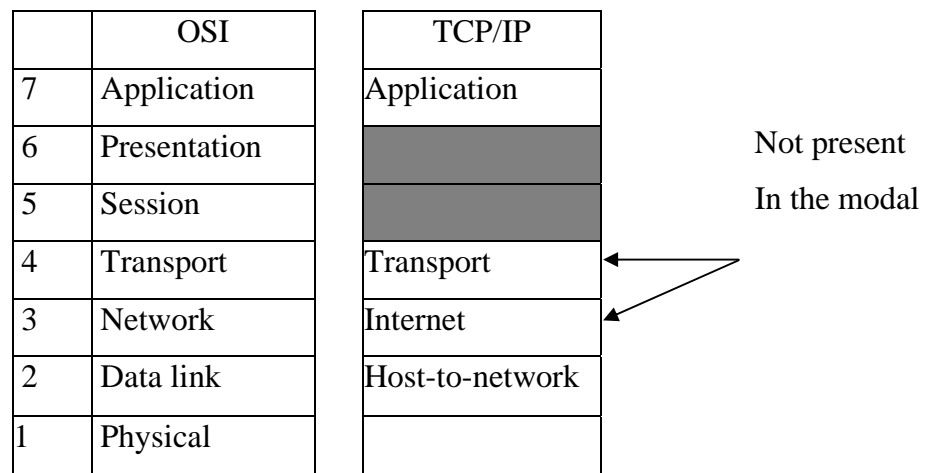 OSI TCP/IP
7 Application Application
6 Presentation Not present
5 Session In the modal
4 Transport Transport
3 Network Internet
2 Data link Host-to-network
1 Physical